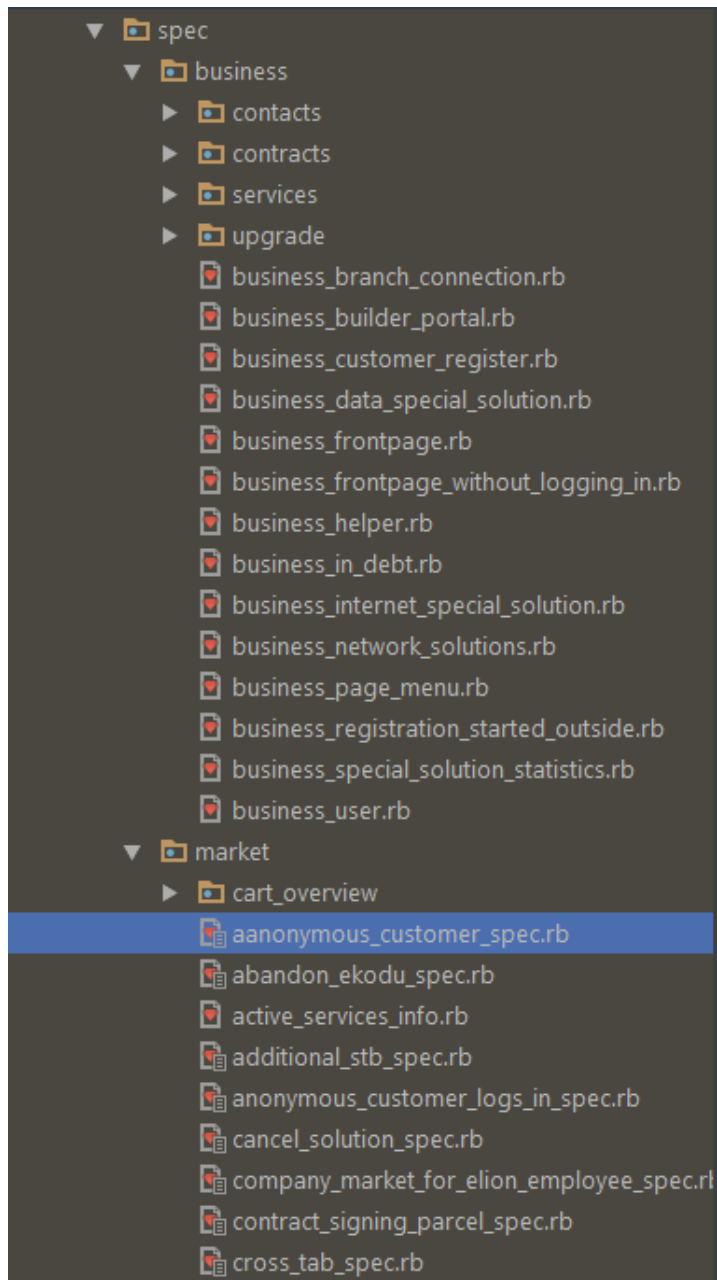 spec
business
contacts
contracts
services
upgrade
business_branch_connection.rb
business_builder_portal.rb
business_customer_register.rb
business_data_special_solution.rb
business_frontpage.rb
business_frontpage_without_logging_in.rb
business_helper.rb
business_in_debt.rb
business_internet_special_solution.rb
business_network_solutions.rb
business_page_menu.rb
business_registration_started_outside.rb
business_special_solution_statistics.rb
business_user.rb
market
cart_overview
aanonymous_customer_spec.rb
abandon_ekodu_spec.rb
active_services_info.rb
additional_stb_spec.rb
anonymous_customer_logs_in_spec.rb
cancel_solution_spec.rb
company_market_for_elion_employee_spec.rb
contract_signing_parcel_spec.rb
cross_tab_spec.rb